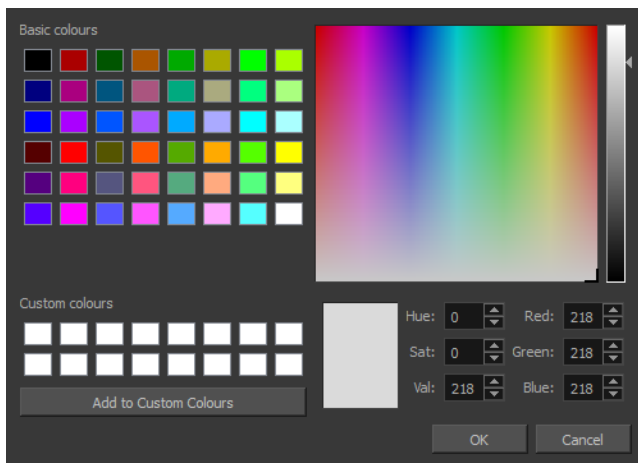 Basic colours
Custom colours
Add to Custom Colours
Hue: 0 Red: 218
Sat: 0 Green: 218
Val: 218 Blue: 218
OK Cancel